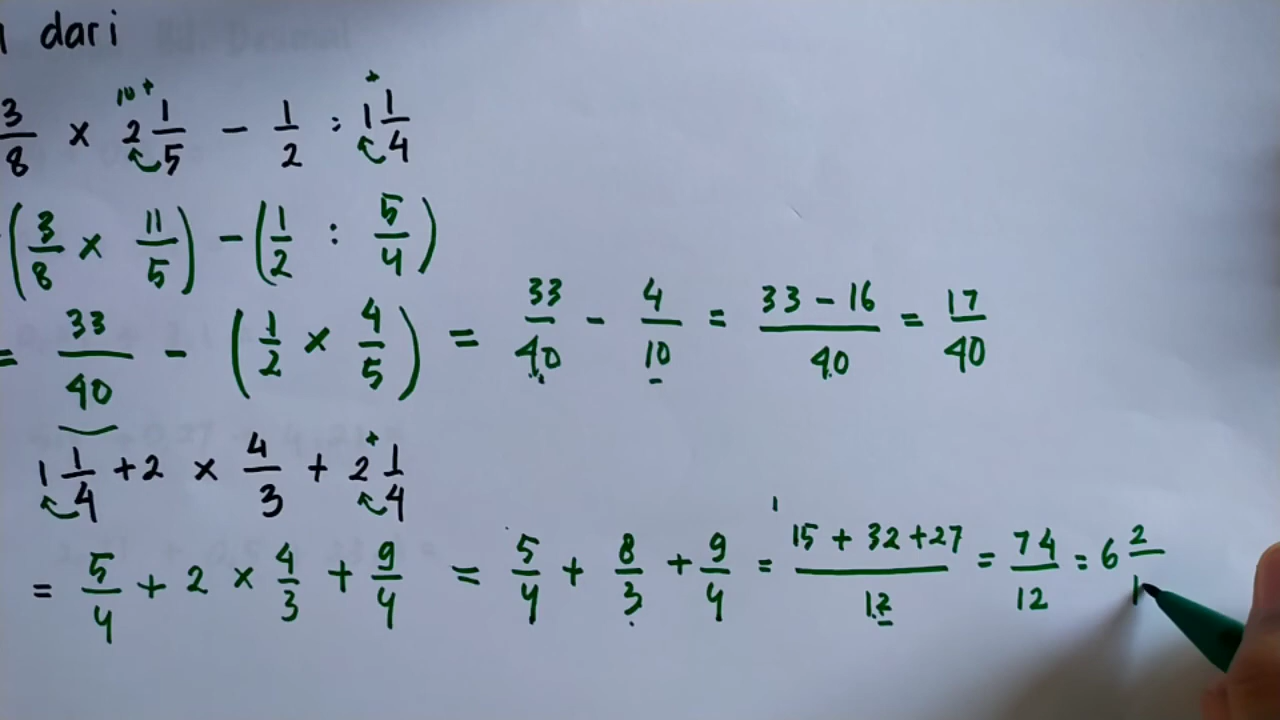 dari
3/8 × 2 1/5 - 1/2 : 1 1/4
(3/8 × 11/5) - (1/2 : 5/4)
= 33/40 - (1/2 × 4/5) = 33/40 - 4/10 = 33 - 16/40 = 17/40
1 1/4 + 2 × 4/3 + 2 1/4
= 5/4 + 2 × 4/3 + 9/4 = 5/4 + 8/3 + 9/4 = 15 + 32 + 27/12 = 74/12 = 6 2/1